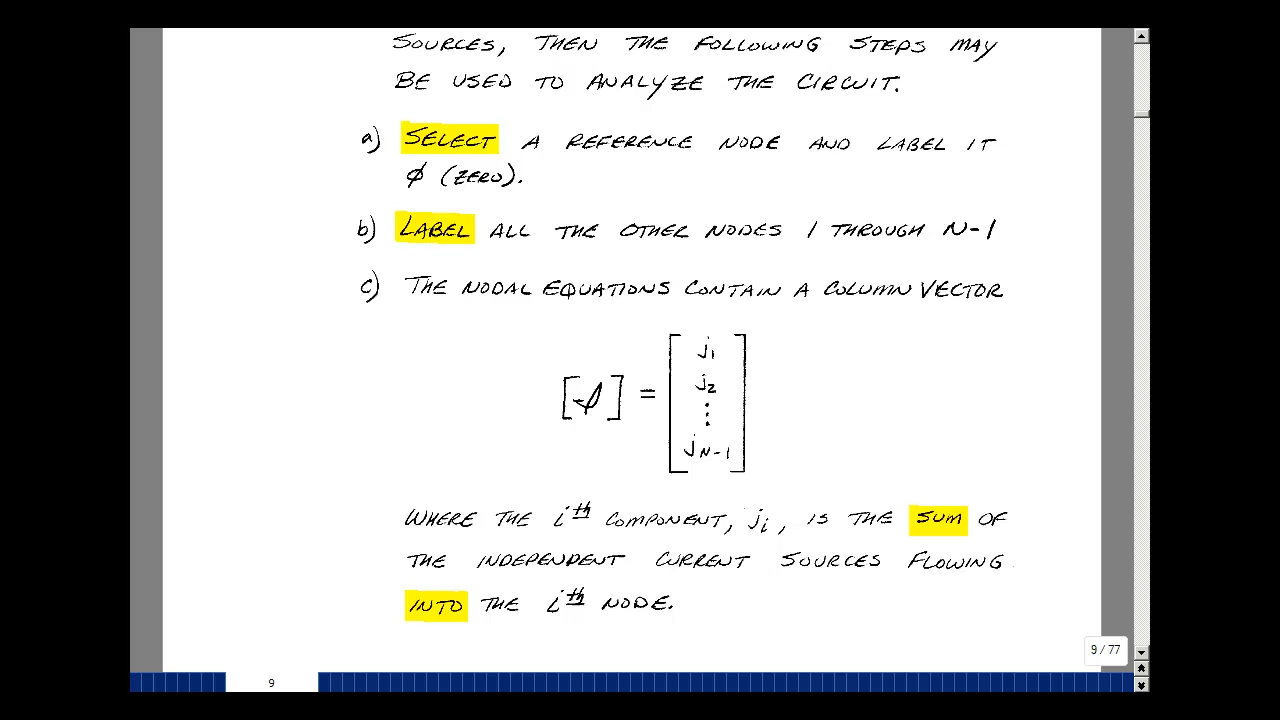 SOURCES, THEN THE FOLLOWING STEPS MAY
BE USED TO ANALYZE THE CIRCUIT.
a) SELECT A REFERENCE NODE AND LABEL IT
∅ (ZERO).
b) LABEL ALL THE OTHER NODES 1 THROUGH N-1
c) THE NODAL EQUATIONS CONTAIN A COLUMN VECTOR
j1
j2
[𝒥] = ⋮
jN-1
WHERE THE ith COMPONENT, ji, IS THE SUM OF
THE INDEPENDENT CURRENT SOURCES FLOWING
INTO THE ith NODE.
9 / 77
9